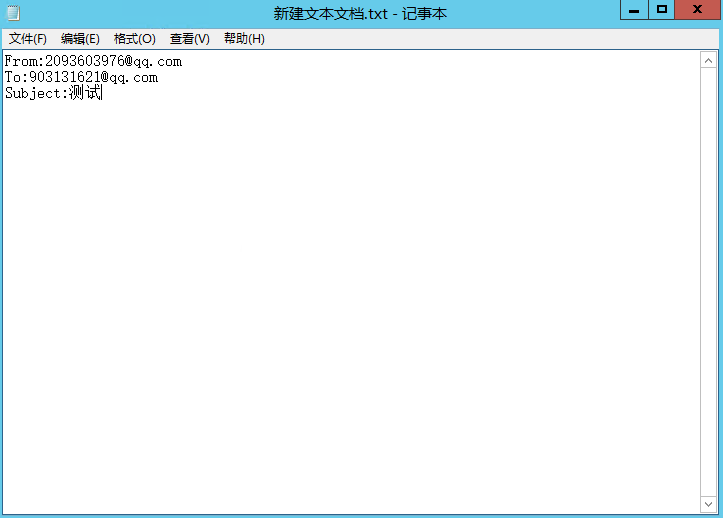 新建文本文档.txt - 记事本
文件(F) 编辑(E) 格式(O) 查看(V) 帮助(H)
From:2093603976@qq.com
To:903131621@qq.com
Subject:测试